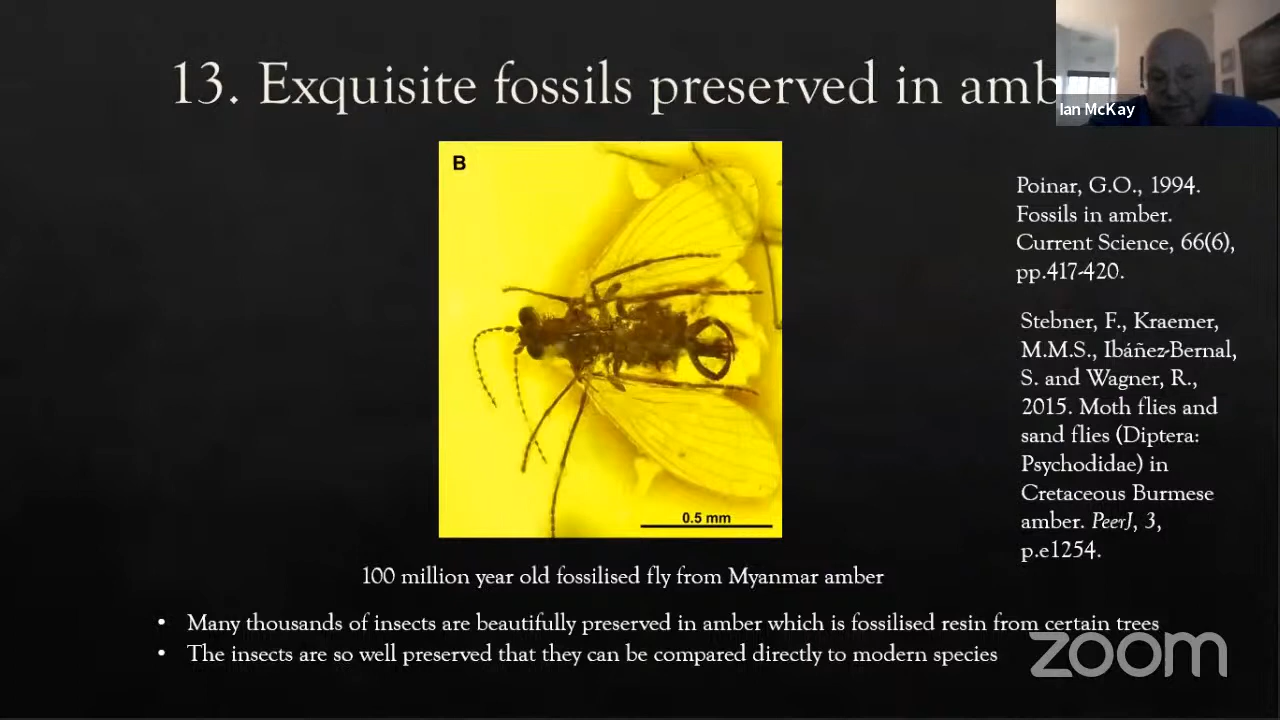 13. Exquisite fossils preserved in amb
Ian McKay
B
0.5 mm
Poinar, G.O., 1994.
Fossils in amber.
Current Science, 66(6),
pp.417-420.
Stebner, F., Kraemer,
M.M.S., Ibáñez-Bernal,
S. and Wagner, R.,
2015. Moth flies and
sand flies (Diptera:
Psychodidae) in
Cretaceous Burmese
amber. PeerJ, 3,
p.e1254.
100 million year old fossilised fly from Myanmar amber
• Many thousands of insects are beautifully preserved in amber which is fossilised resin from certain trees
• The insects are so well preserved that they can be compared directly to modern species
zoom